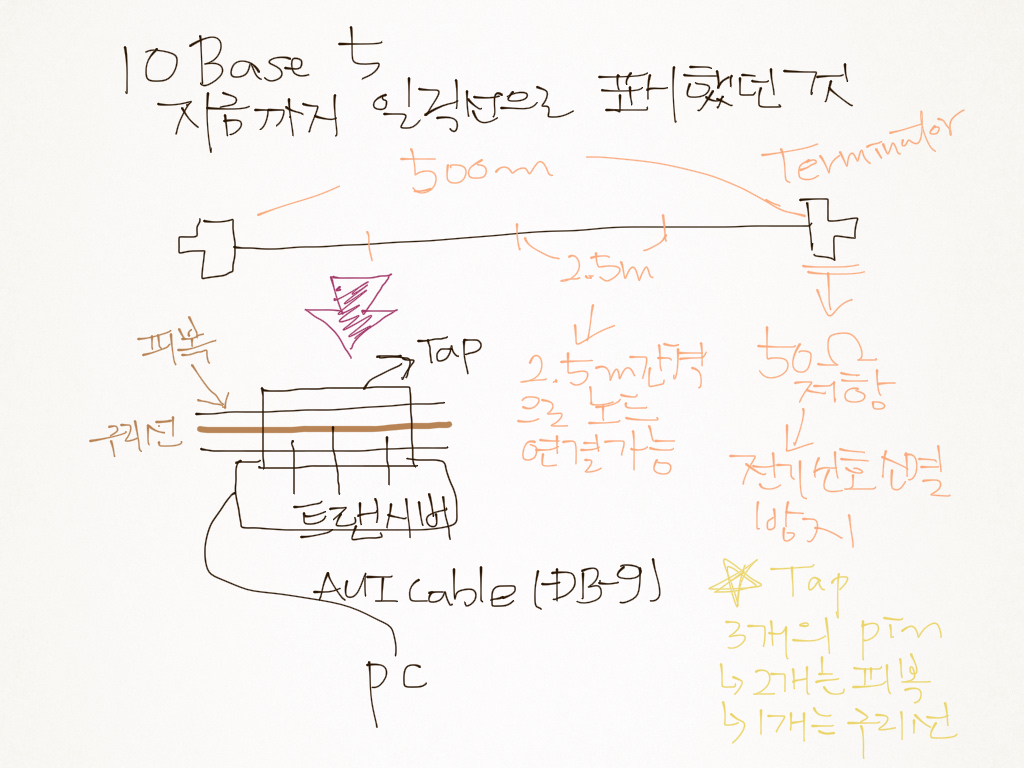 10 Base 5
지금까지 일직선으로 표시했던 것
500m
Terminator
2.5m
피복
Tap
구리선
2.5m 간격
으로 노드
연결가능
50Ω
저항
전기신호 소멸
방지
트랜시버
AUI cable (DB-9)
PC
☆ Tap
3개의 pin
↳ 2개는 피복
↳ 1개는 구리선